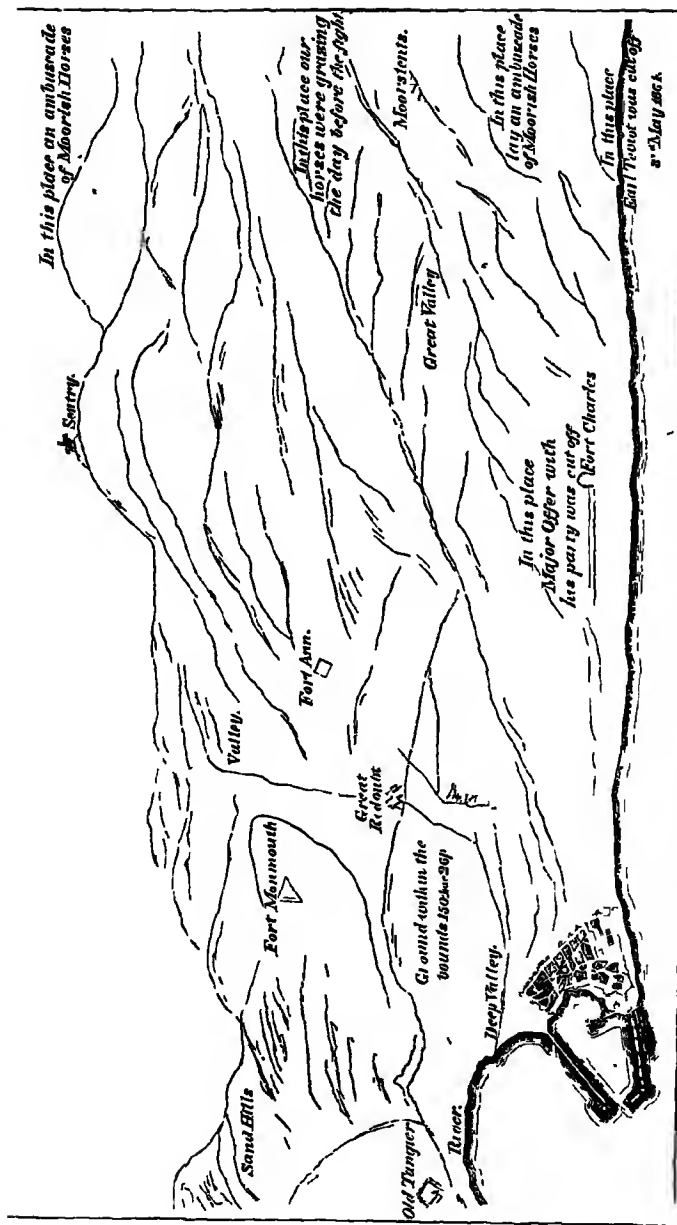 In this place an ambuscade
of Moorish Horses
Sentry.
In this place our
horses were grasing
the day before the fight
Moors tents.
In this place
lay an ambuscade
of Moorish Horses
In this place
Earl Teviot was cut off
3rd May
Great Valley
In this place
Major Offer with
his party was cut off
Fort Charles
Fort Ann.
Valley.
Great
Redoubt
Fort Monmouth
Ground within the
bounds
Deep Valley.
Sand Hills
Old Tangier
River.